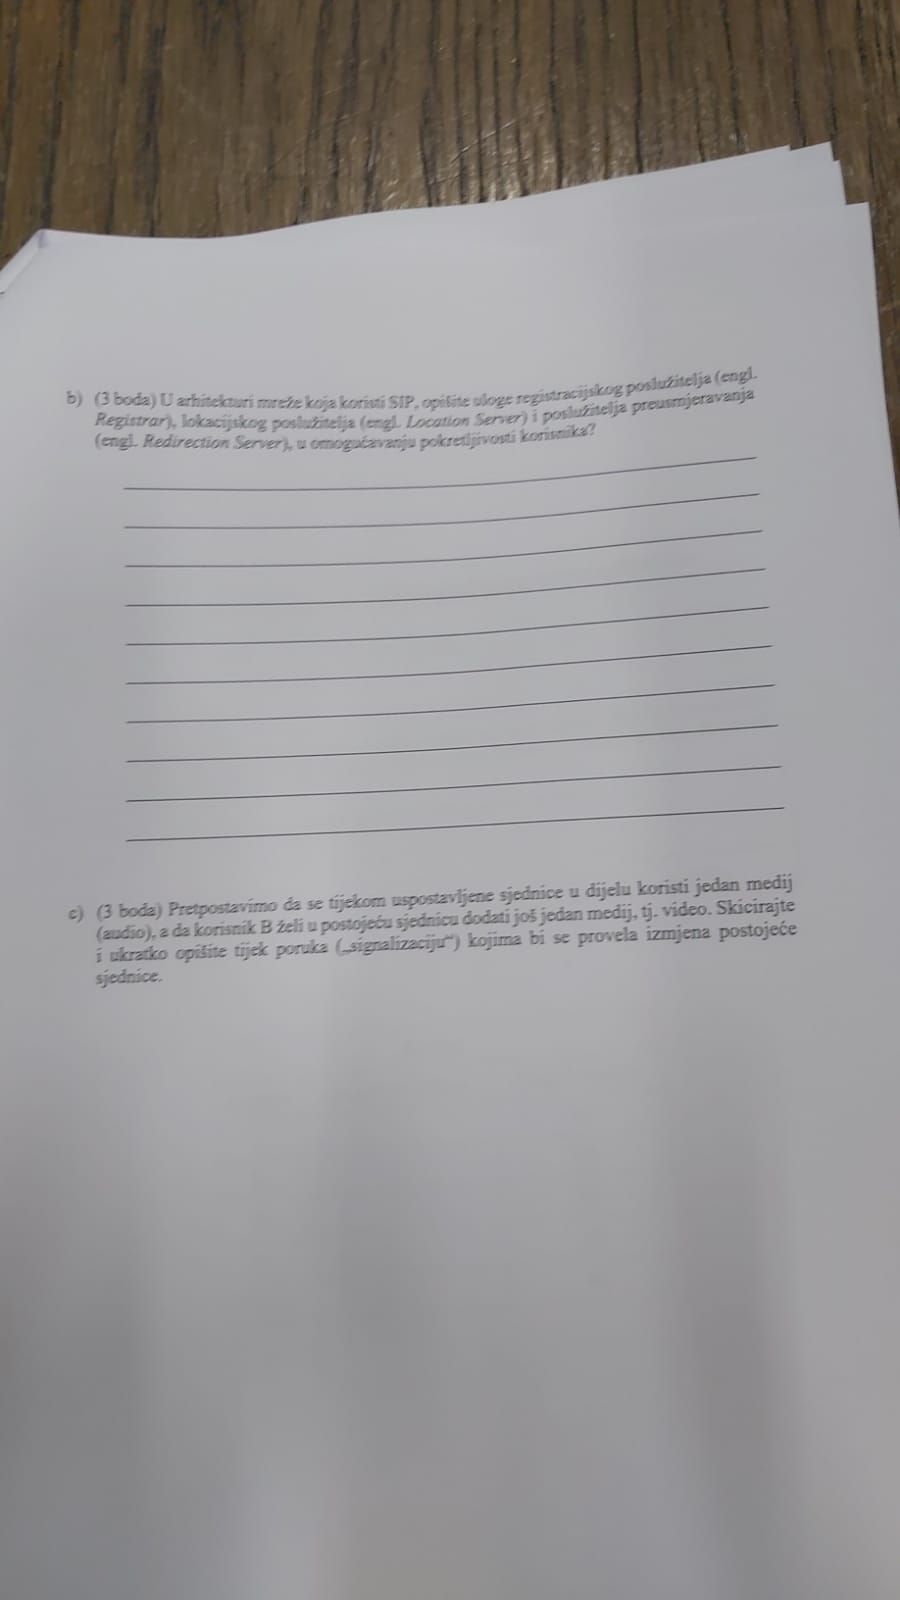 b) (3 boda) U arhitekturi mreže koja koristi SIP, opišite uloge registracijskog poslužitelja (engl.
Registrar), lokacijskog poslužitelja (engl. Location Server) i poslužitelja preusmjeravanja
(engl. Redirection Server), u omogućavanju pokretljivosti korisnika?
c) (3 boda) Pretpostavimo da se tijekom uspostavljene sjednice u dijelu koristi jedan medij
(audio), a da korisnik B želi u postojeću sjednicu dodati još jedan medij, tj. video. Skicirajte
i ukratko opišite tijek poruka („signalizaciju“) kojima bi se provela izmjena postojeće
sjednice.